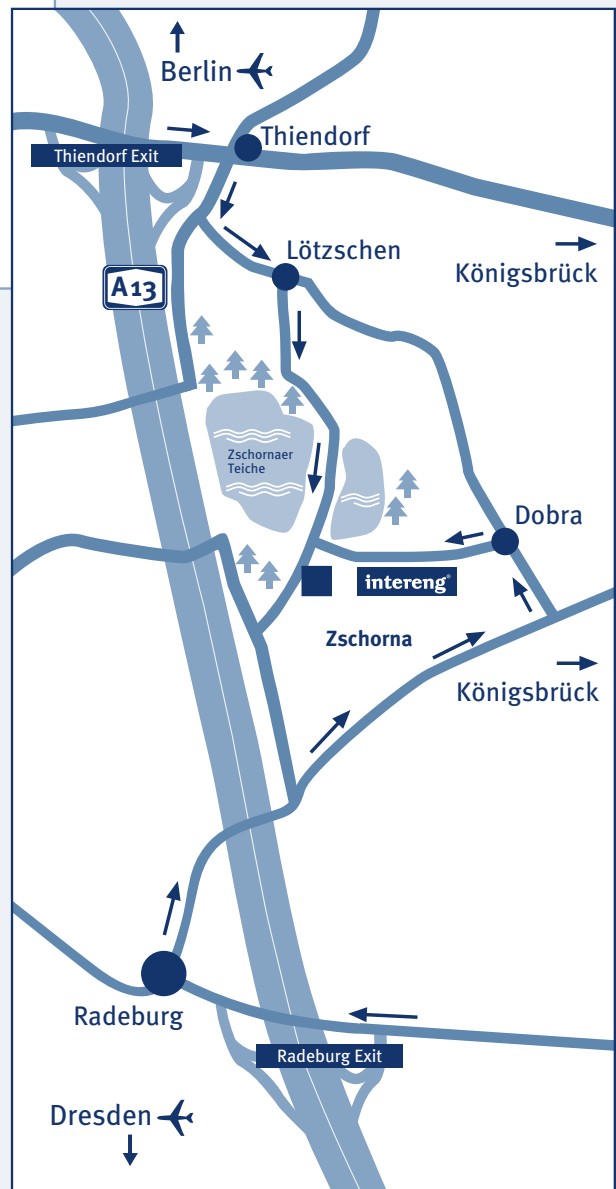 Berlin
Thiendorf
Thiendorf Exit
Lötzschen
Königsbrück
A13
Zschornaer
Teiche
Dobra
intereng®
Zschorna
Königsbrück
Radeburg
Radeburg Exit
Dresden